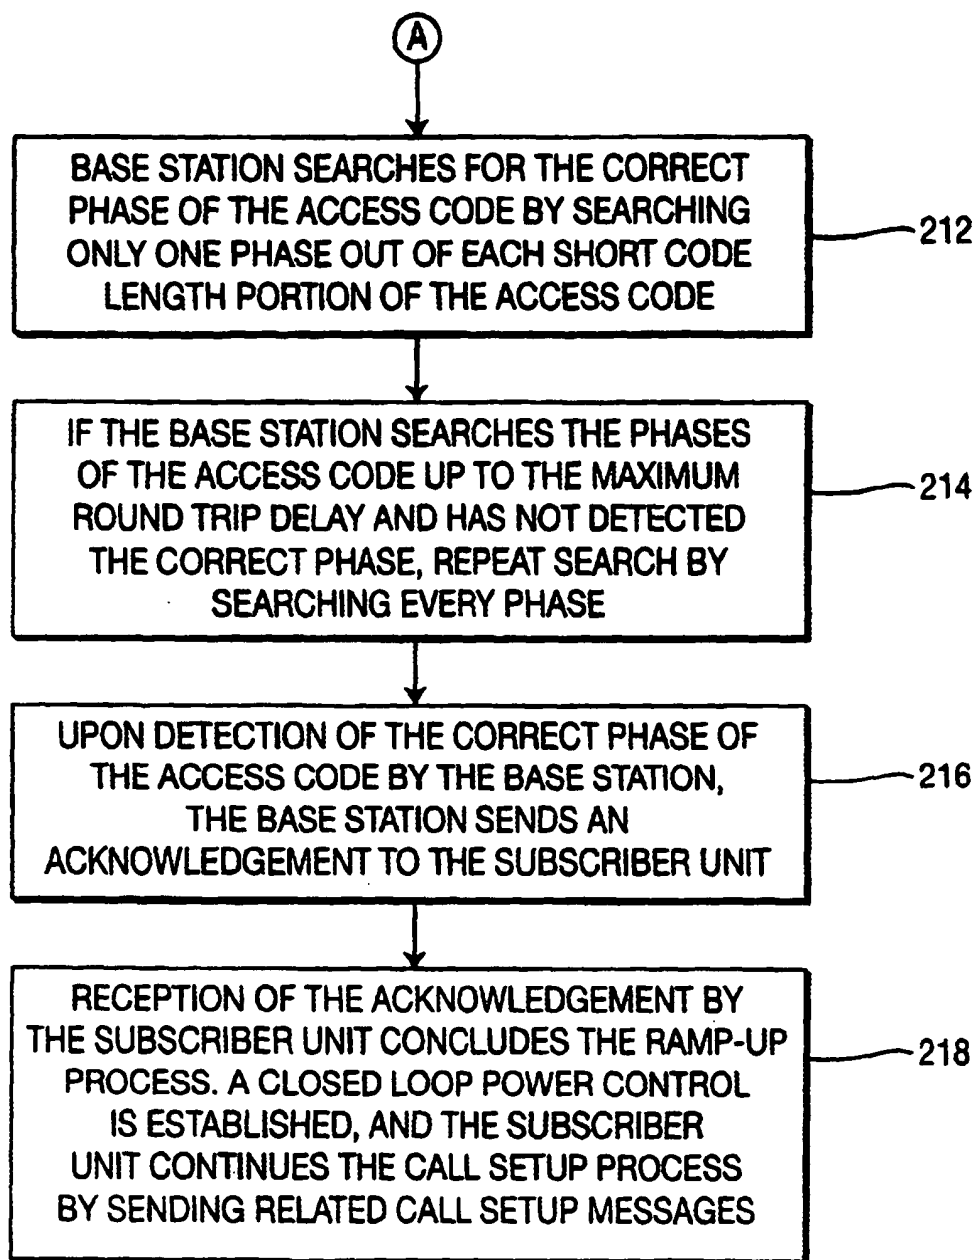 A
BASE STATION SEARCHES FOR THE CORRECT
PHASE OF THE ACCESS CODE BY SEARCHING
ONLY ONE PHASE OUT OF EACH SHORT CODE
LENGTH PORTION OF THE ACCESS CODE
212
IF THE BASE STATION SEARCHES THE PHASES
OF THE ACCESS CODE UP TO THE MAXIMUM
ROUND TRIP DELAY AND HAS NOT DETECTED
THE CORRECT PHASE, REPEAT SEARCH BY
SEARCHING EVERY PHASE
214
UPON DETECTION OF THE CORRECT PHASE OF
THE ACCESS CODE BY THE BASE STATION,
THE BASE STATION SENDS AN
ACKNOWLEDGEMENT TO THE SUBSCRIBER UNIT
216
RECEPTION OF THE ACKNOWLEDGEMENT BY
THE SUBSCRIBER UNIT CONCLUDES THE RAMP-UP
PROCESS. A CLOSED LOOP POWER CONTROL
IS ESTABLISHED, AND THE SUBSCRIBER
UNIT CONTINUES THE CALL SETUP PROCESS
BY SENDING RELATED CALL SETUP MESSAGES
218